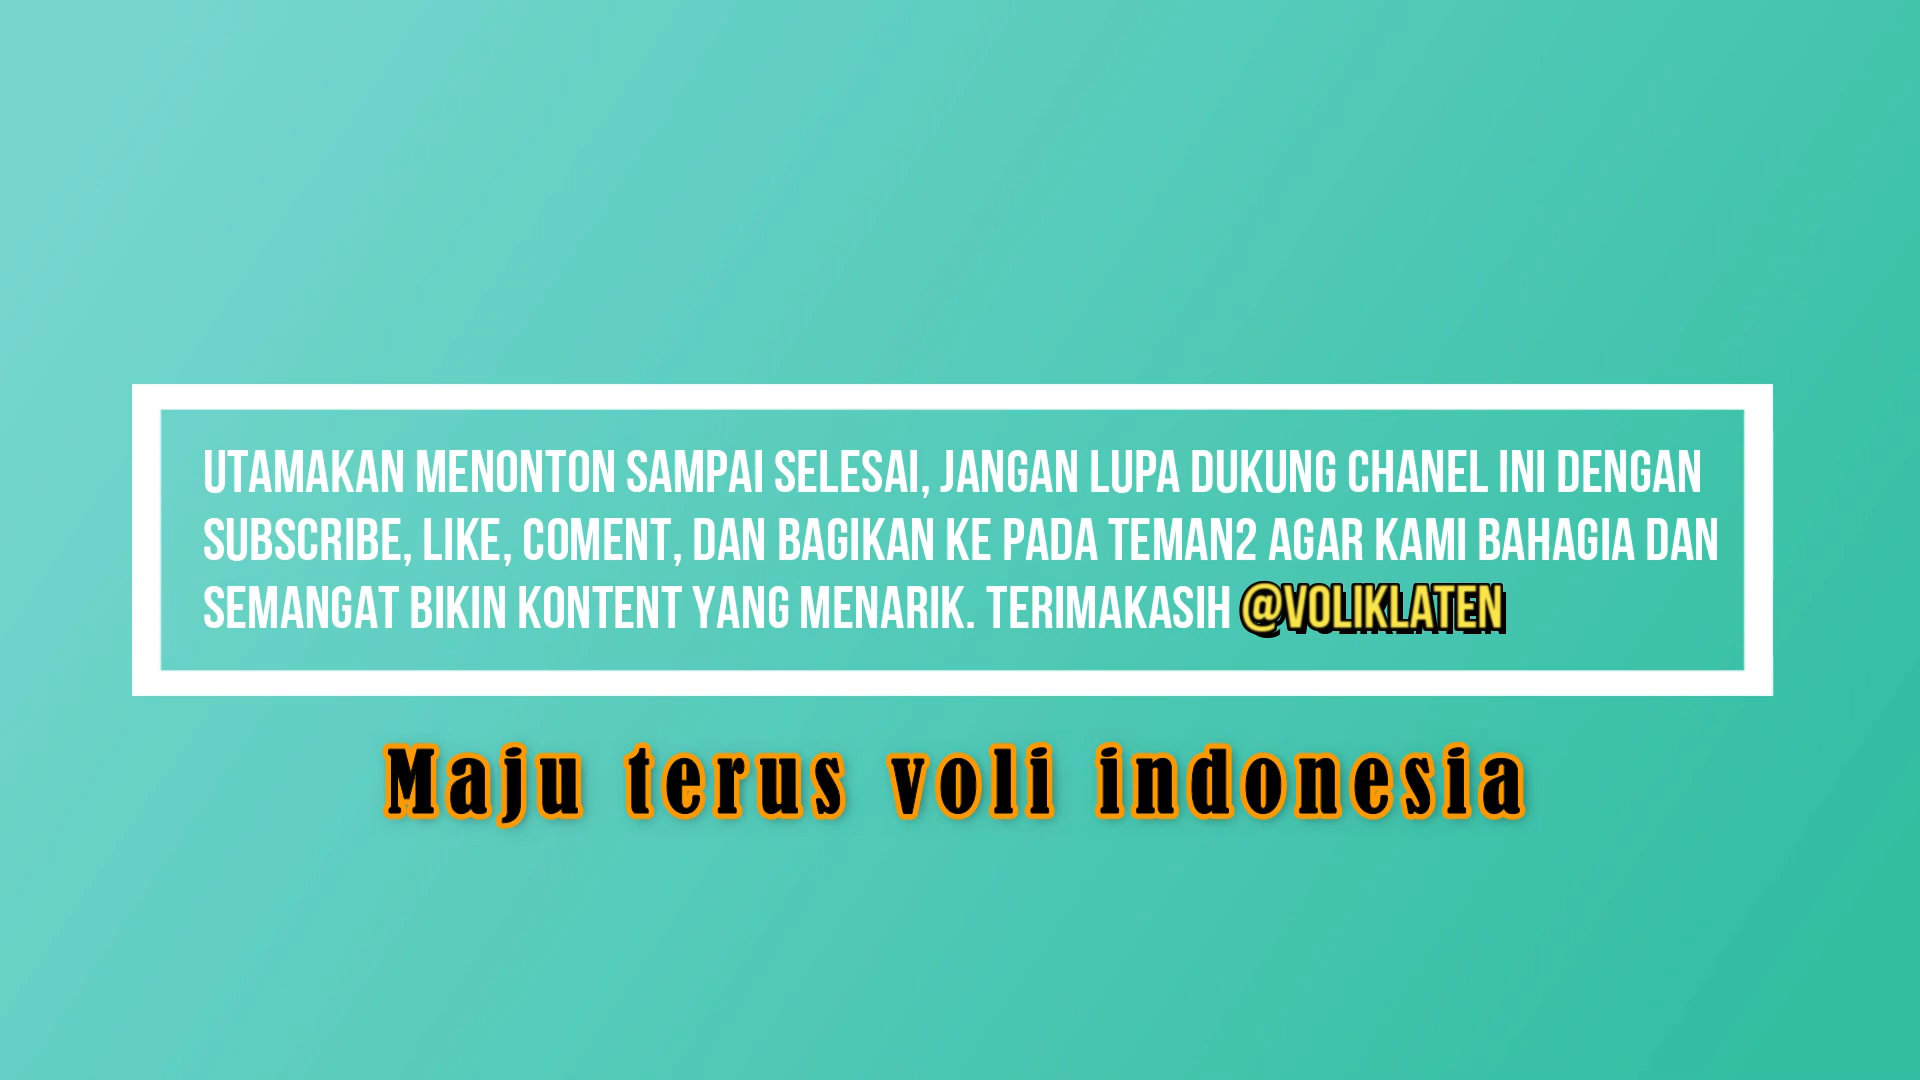 UTAMAKAN MENONTON SAMPAI SELESAI, JANGAN LUPA DUKUNG CHANEL INI DENGAN
SUBSCRIBE, LIKE, COMENT, DAN BAGIKAN KE PADA TEMAN2 AGAR KAMI BAHAGIA DAN
SEMANGAT BIKIN KONTENT YANG MENARIK. TERIMAKASIH @VOLIKLATEN
Maju terus voli indonesia